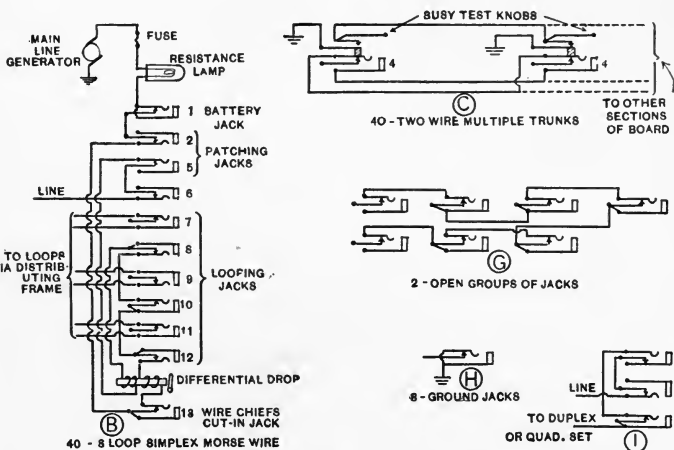 MAIN
LINE
GENERATOR
FUSE
RESISTANCE
LAMP
1 BATTERY
JACK
2
PATCHING
JACKS
5
6
LINE
7
8
TO LOOPS
IA DISTRIB-
UTING
FRAME
9
LOOPING
JACKS
10
11
12
DIFFERENTIAL DROP
13 WIRE CHIEFS
CUT-IN JACK
B
40 - 8 LOOP SIMPLEX MORSE WIRE
BUSY TEST KNOBS
4
4
C
40 - TWO WIRE MULTIPLE TRUNKS
TO OTHER
SECTIONS
OF BOARD
G
2 - OPEN GROUPS OF JACKS
H
8 - GROUND JACKS
LINE
TO DUPLEX
OR QUAD. SET
I